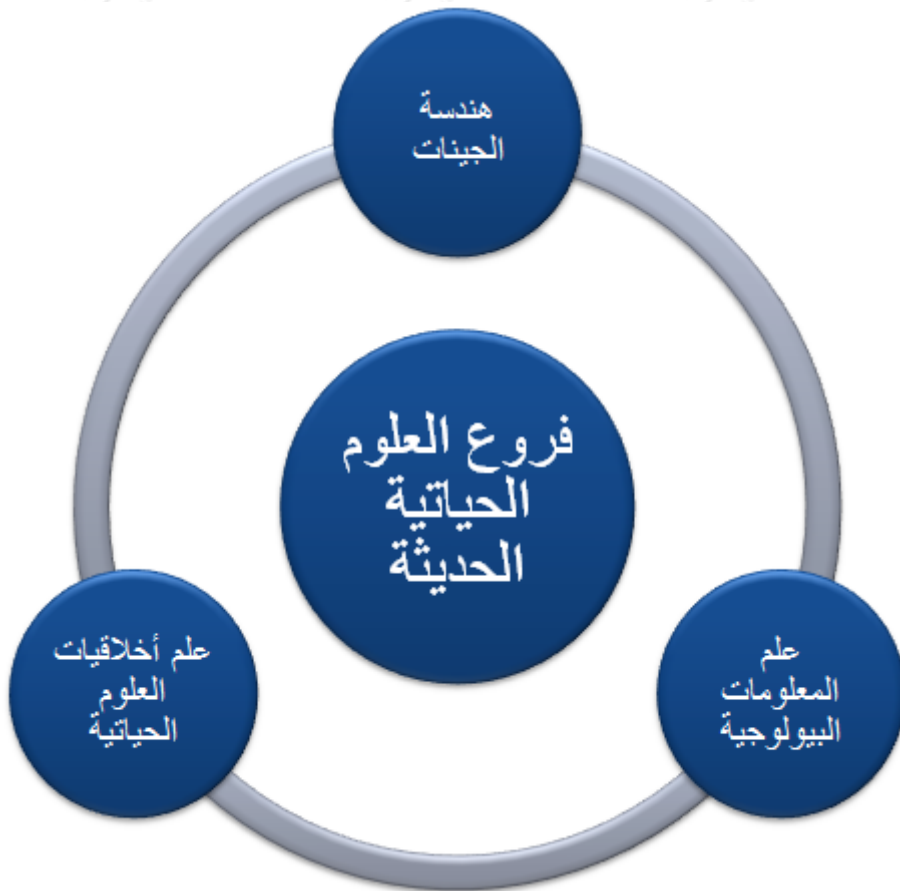 هندسة
الجينات
فروع العلوم
الحياتية
الحديثة
علم
المعلومات
البيولوجية
علم أخلاقيات
العلوم
الحياتية